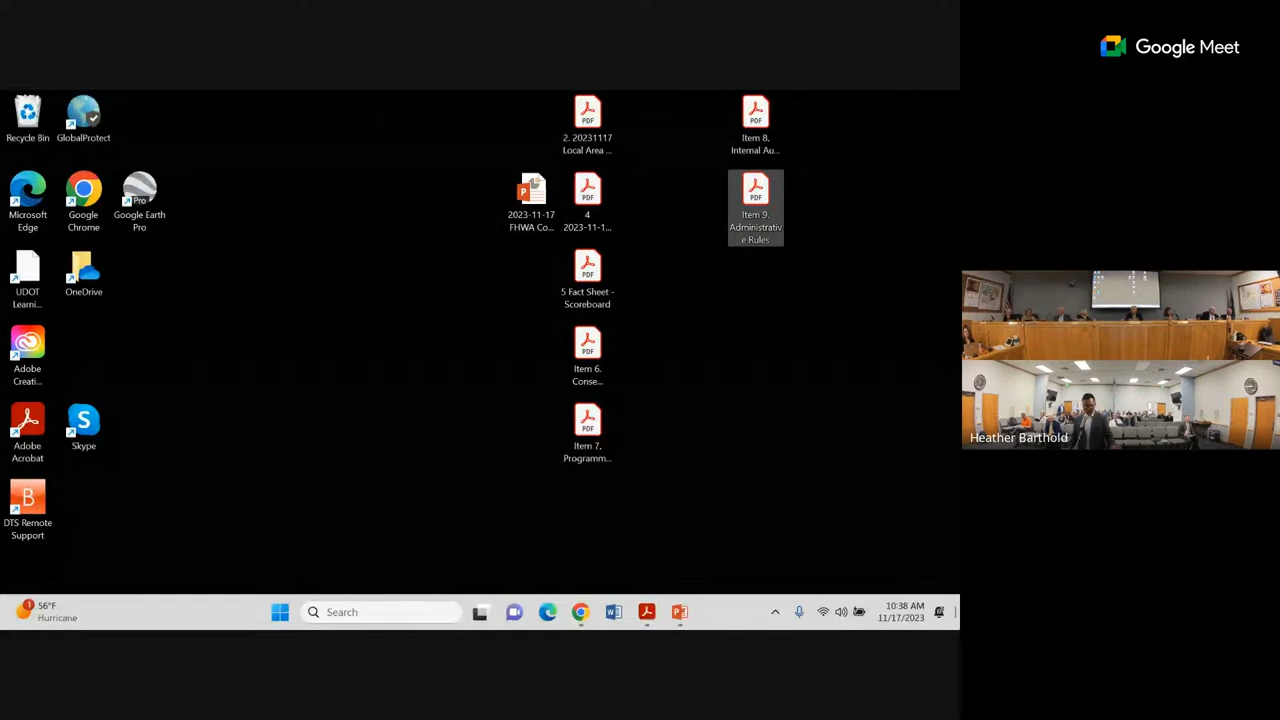 Google Meet
Recycle Bin
GlobalProtect
2. 20231117
Local Area ...
Item 8.
Internal Au...
Microsoft
Edge
Google
Chrome
Google Earth
Pro
2023-11-17
FHWA Co...
4
2023-11-1...
Item 9.
Administrativ
e Rules
UDOT
Learni...
OneDrive
5 Fact Sheet -
Scoreboard
Adobe
Creati...
Item 6.
Conse...
Adobe
Acrobat
Skype
Item 7.
Programm...
DTS Remote
Support
Heather Barthold
1
56°F
Hurricane
Search
10:38 AM
11/17/2023